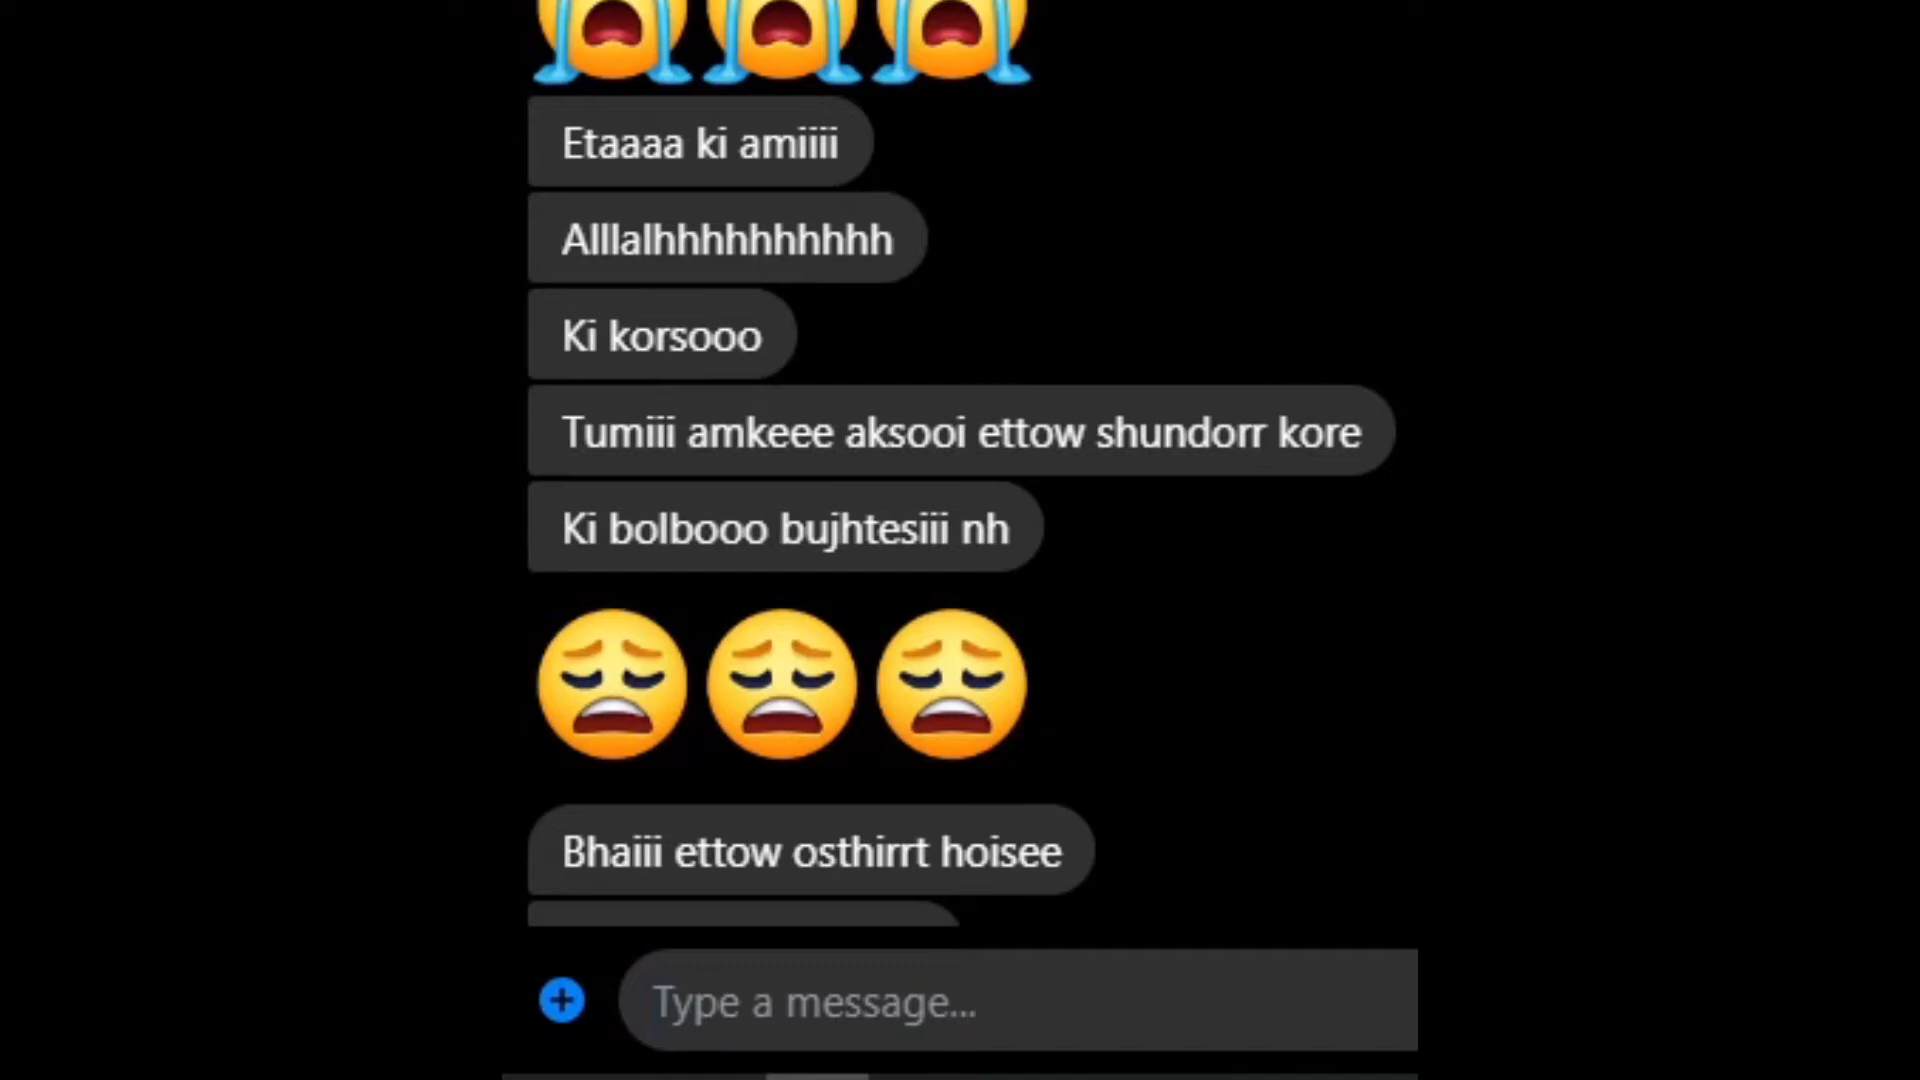 Etaaaa ki amiiii
Alllalhhhhhhhhhh
Ki korsooo
Tumiii amkeee aksooi ettow shundorr kore
Ki bolbooo bujhtesiii nh
Bhaiii ettow osthirrt hoisee
Type a message...